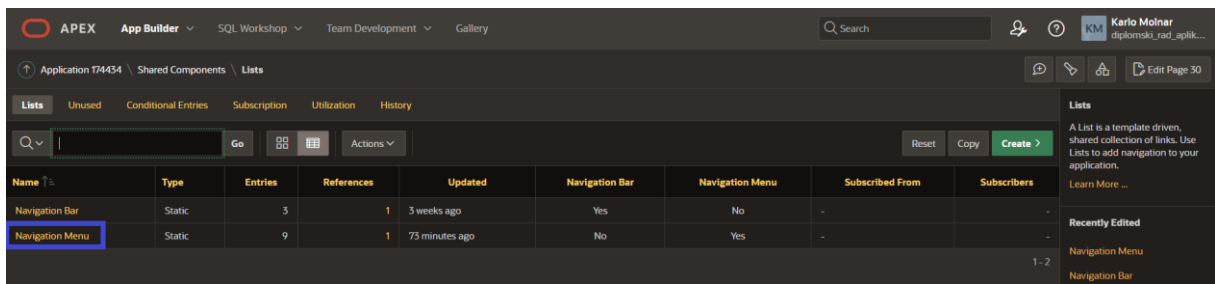 APEX App Builder SQL Workshop Team Development Gallery Search KM Karlo Molnar
diplomski_rad_aplik...
Application 174434 \ Shared Components \ Lists Edit Page 30
Lists Unused Conditional Entries Subscription Utilization History
Go Actions Reset Copy Create >
Name Type Entries References Updated Navigation Bar Navigation Menu Subscribed From Subscribers
Navigation Bar Static 3 1 3 weeks ago Yes No - -
Navigation Menu Static 9 1 73 minutes ago No Yes - -
1 - 2
Lists
A List is a template driven,
shared collection of links. Use
Lists to add navigation to your
application.
Learn More ...
Recently Edited
Navigation Menu
Navigation Bar